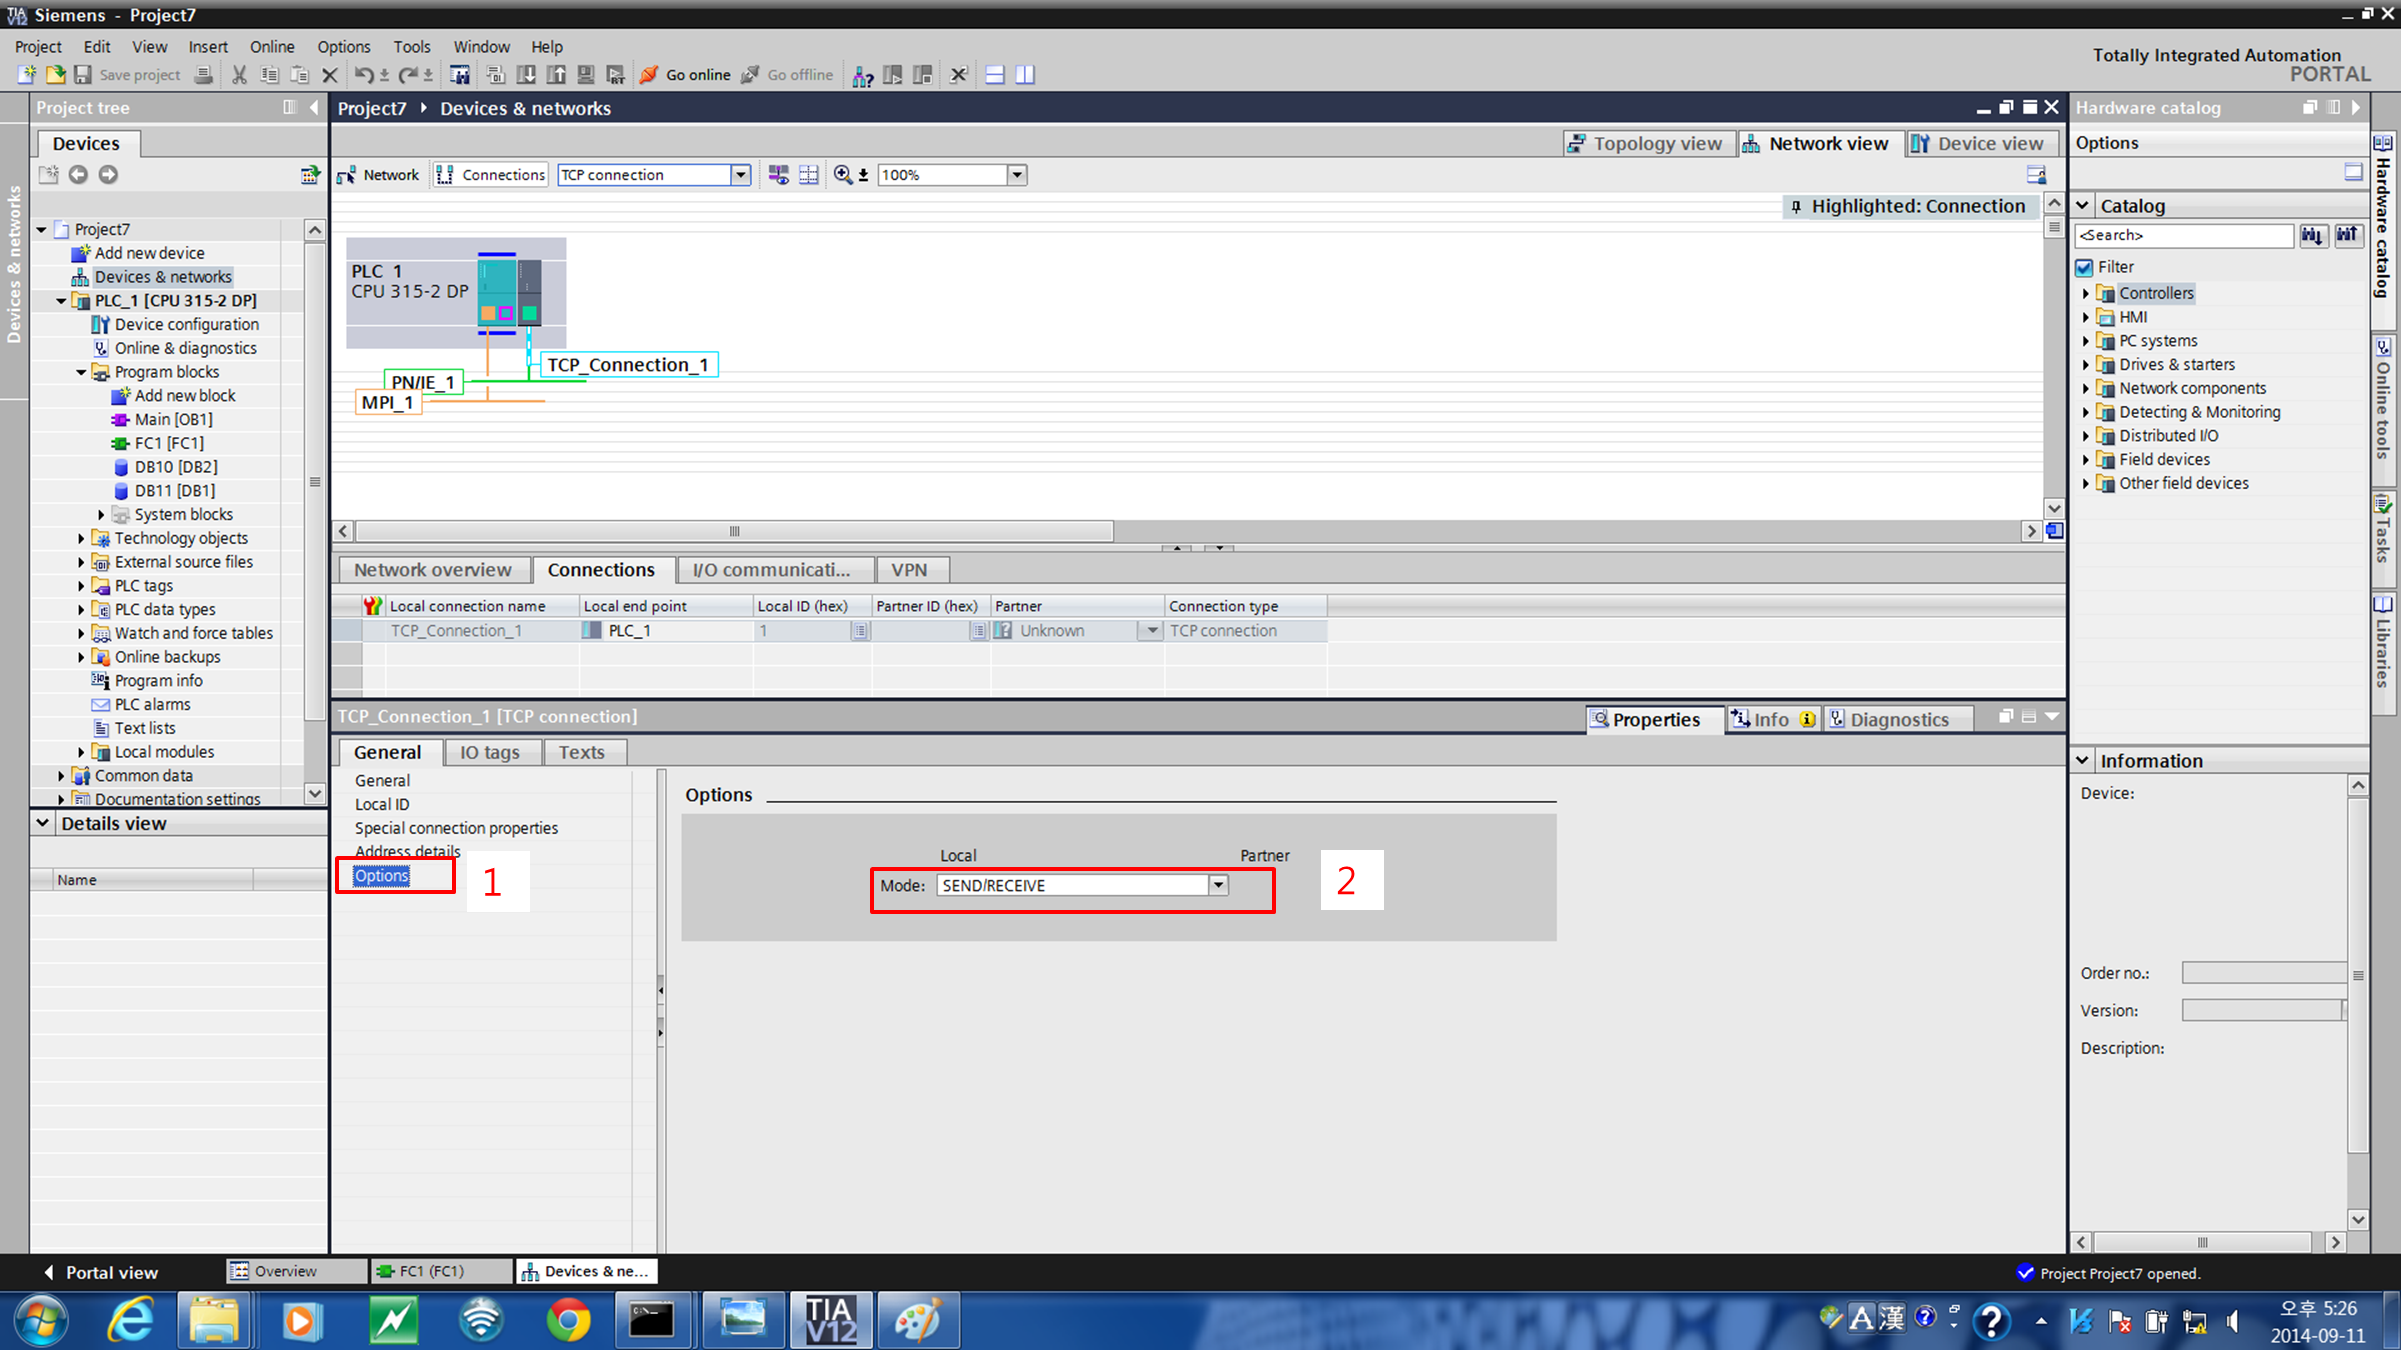 Siemens - Project7
Project Edit View Insert Online Options Tools Window Help
Save project Go online Go offline
Totally Integrated Automation
PORTAL
Project tree
Devices
Devices & networks
Project7
Add new device
Devices & networks
PLC_1 [CPU 315-2 DP]
Device configuration
Online & diagnostics
Program blocks
Add new block
Main [OB1]
FC1 [FC1]
DB10 [DB2]
DB11 [DB1]
System blocks
Technology objects
External source files
PLC tags
PLC data types
Watch and force tables
Online backups
Program info
PLC alarms
Text lists
Local modules
Common data
Documentation settings
Details view
Name
Project7 Devices & networks
Topology view Network view Device view
Network Connections TCP connection 100%
Highlighted: Connection
PLC_1
CPU 315-2 DP
TCP_Connection_1
PN/IE_1
MPI_1
Network overview Connections I/O communicati... VPN
Local connection name Local end point Local ID (hex) Partner ID (hex) Partner Connection type
TCP_Connection_1 PLC_1 1 Unknown TCP connection
TCP_Connection_1 [TCP connection]
Properties Info Diagnostics
General IO tags Texts
General
Local ID
Special connection properties
Address details
Options
1
Options
Local Partner
Mode: SEND/RECEIVE
2
Hardware catalog
Options
Catalog
<Search>
Filter
Controllers
HMI
PC systems
Drives & starters
Network components
Detecting & Monitoring
Distributed I/O
Field devices
Other field devices
Information
Device:
Order no.:
Version:
Description:
Hardware catalog
Online tools
Tasks
Libraries
Portal view Overview FC1 (FC1) Devices & ne...
Project Project7 opened.
TIA
V12
A 漢
오후 5:26
2014-09-11